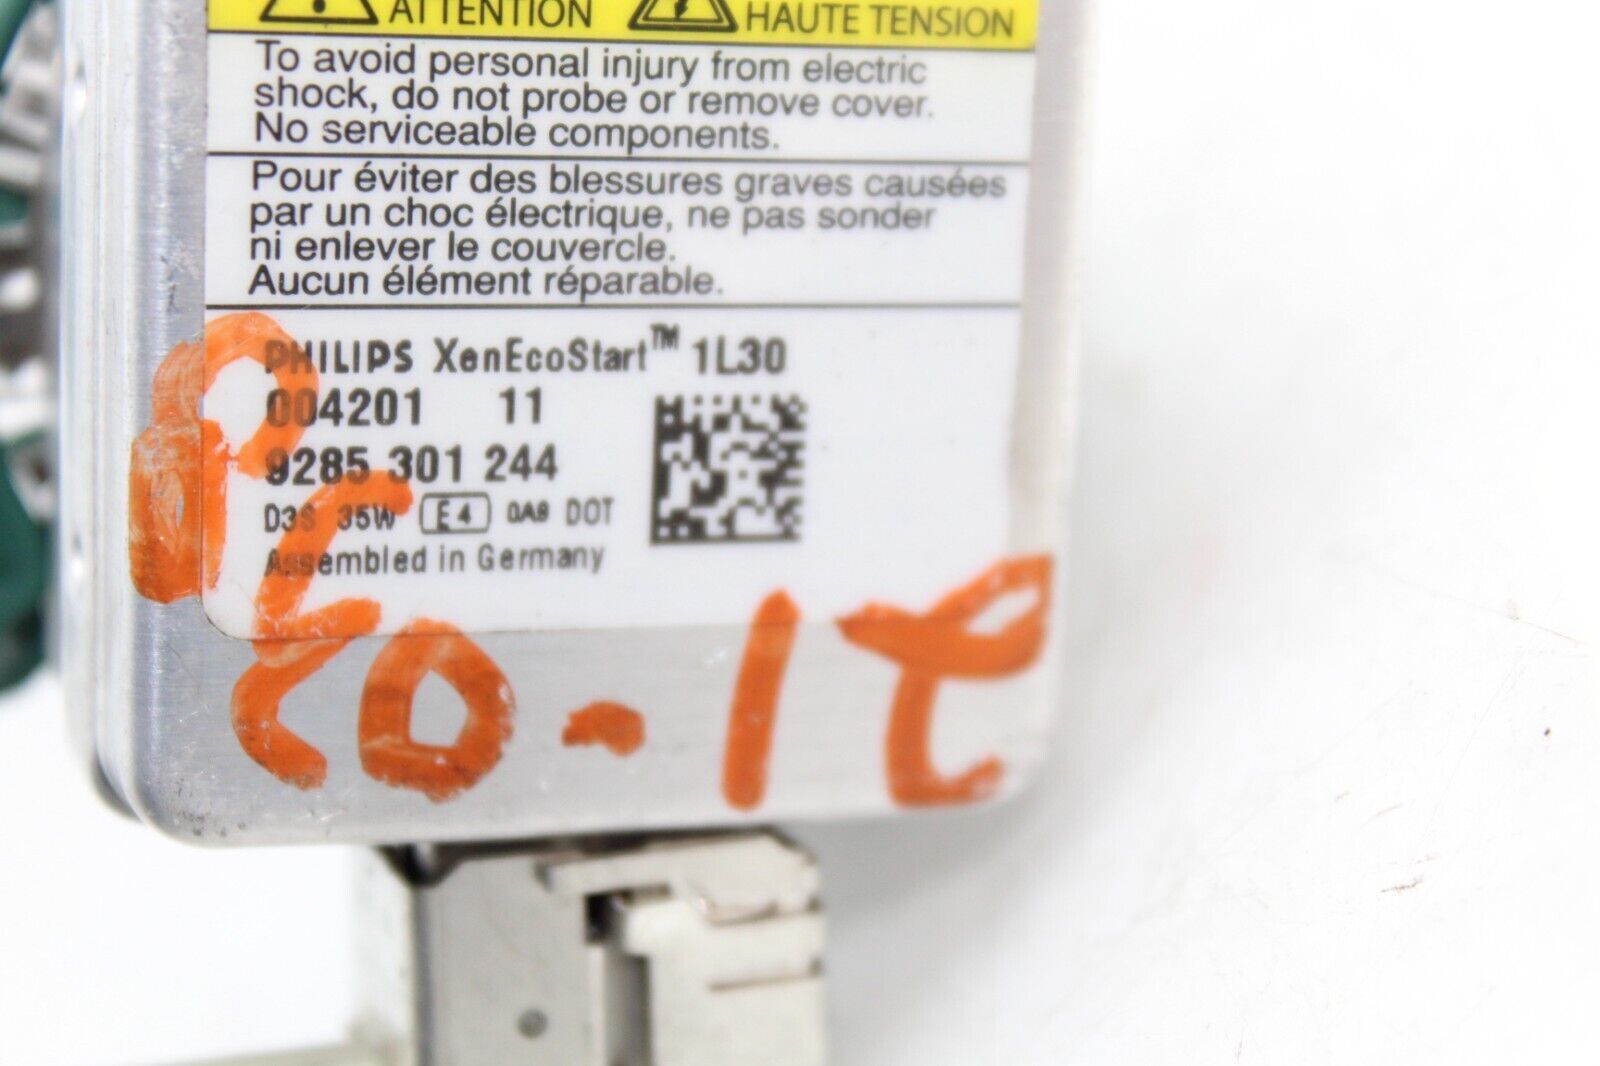 ATTENTION HAUTE TENSION
To avoid personal injury from electric
shock, do not probe or remove cover.
No serviceable components.
Pour éviter des blessures graves causées
par un choc électrique, ne pas sonder
ni enlever le couvercle.
Aucun élément réparable.
PHILIPS XenEcoStart™ 1L30
004201 11
9285 301 244
D3S 35W E4 0A9 DOT
Assembled in Germany